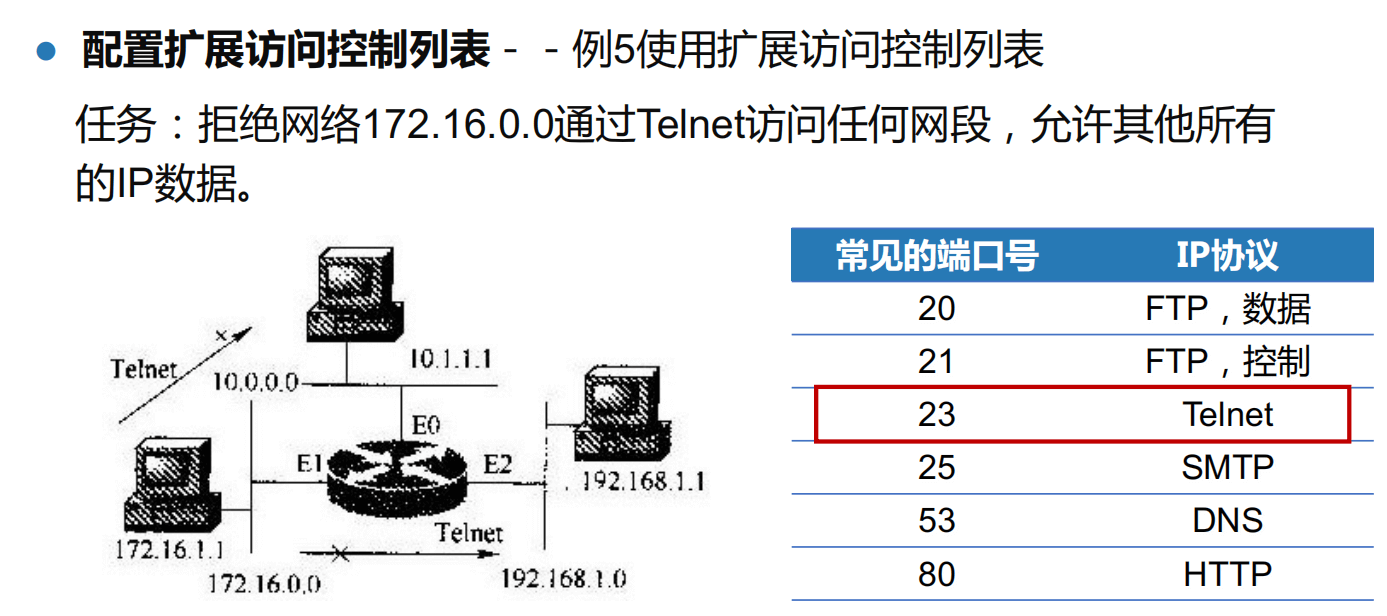 配置扩展访问控制列表- -例5使用扩展访问控制列表
任务：拒绝网络172.16.0.0通过Telnet访问任何网段，允许其他所有
的IP数据。
Telnet
10.0.0.0
10.1.1.1
E0
E1
E2
192.168.1.1
172.16.1.1
Telnet
172.16.0.0
192.168.1.0
常见的端口号 IP协议
20 FTP，数据
21 FTP，控制
23 Telnet
25 SMTP
53 DNS
80 HTTP